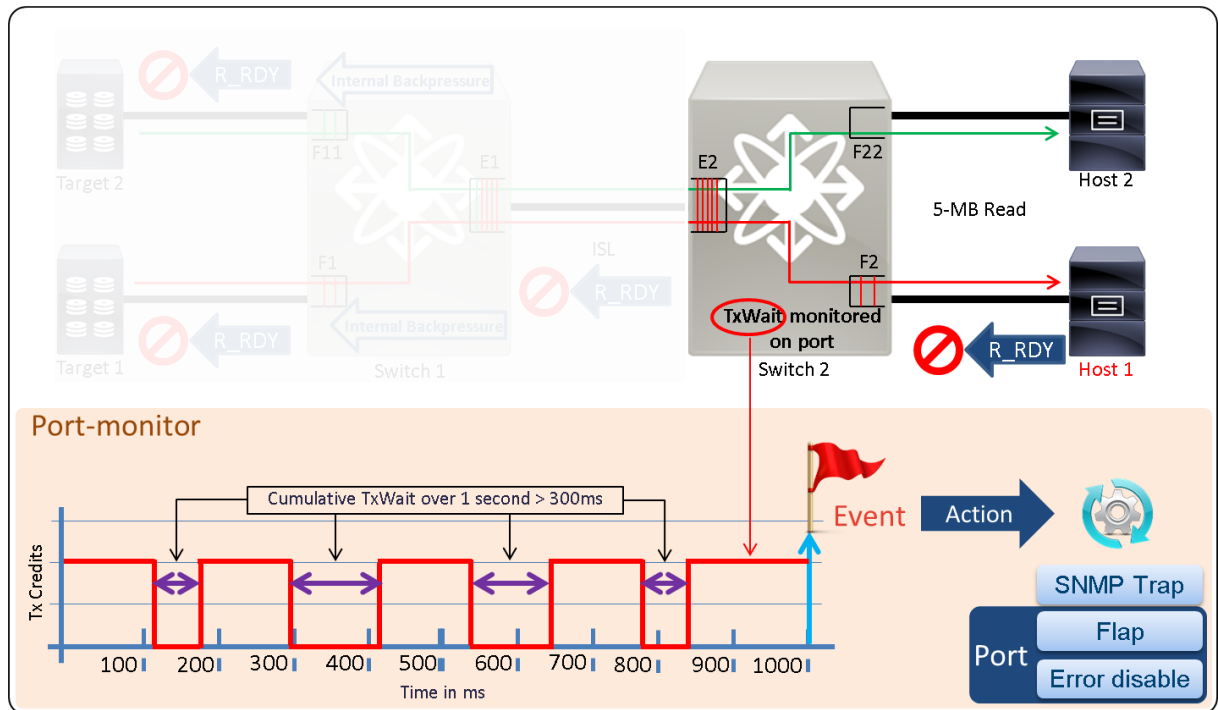 R_RDY
Internal Backpressure
F11
Target 2
E1
E2
F22
Host 2
5-MB Read
ISL
R_RDY
F1
F2
Internal Backpressure
R_RDY
Target 1
Switch 1
TxWait monitored
on port
Switch 2
R_RDY
Host 1
Port-monitor
Cumulative TxWait over 1 second > 300ms
Event
Action
Tx Credits
SNMP Trap
Port
Flap
Error disable
100
200
300
400
500
600
700
800
900
1000
Time in ms